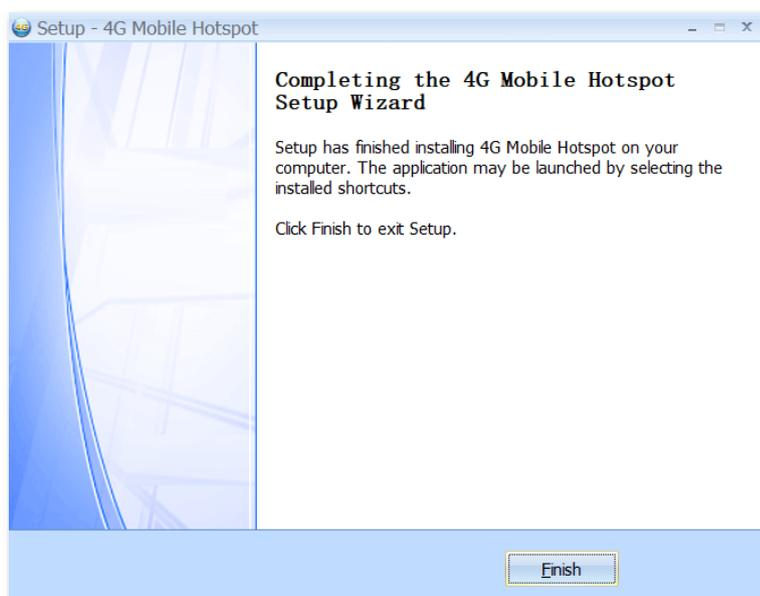 Setup - 4G Mobile Hotspot
Completing the 4G Mobile Hotspot
Setup Wizard
Setup has finished installing 4G Mobile Hotspot on your
computer. The application may be launched by selecting the
installed shortcuts.
Click Finish to exit Setup.
Finish